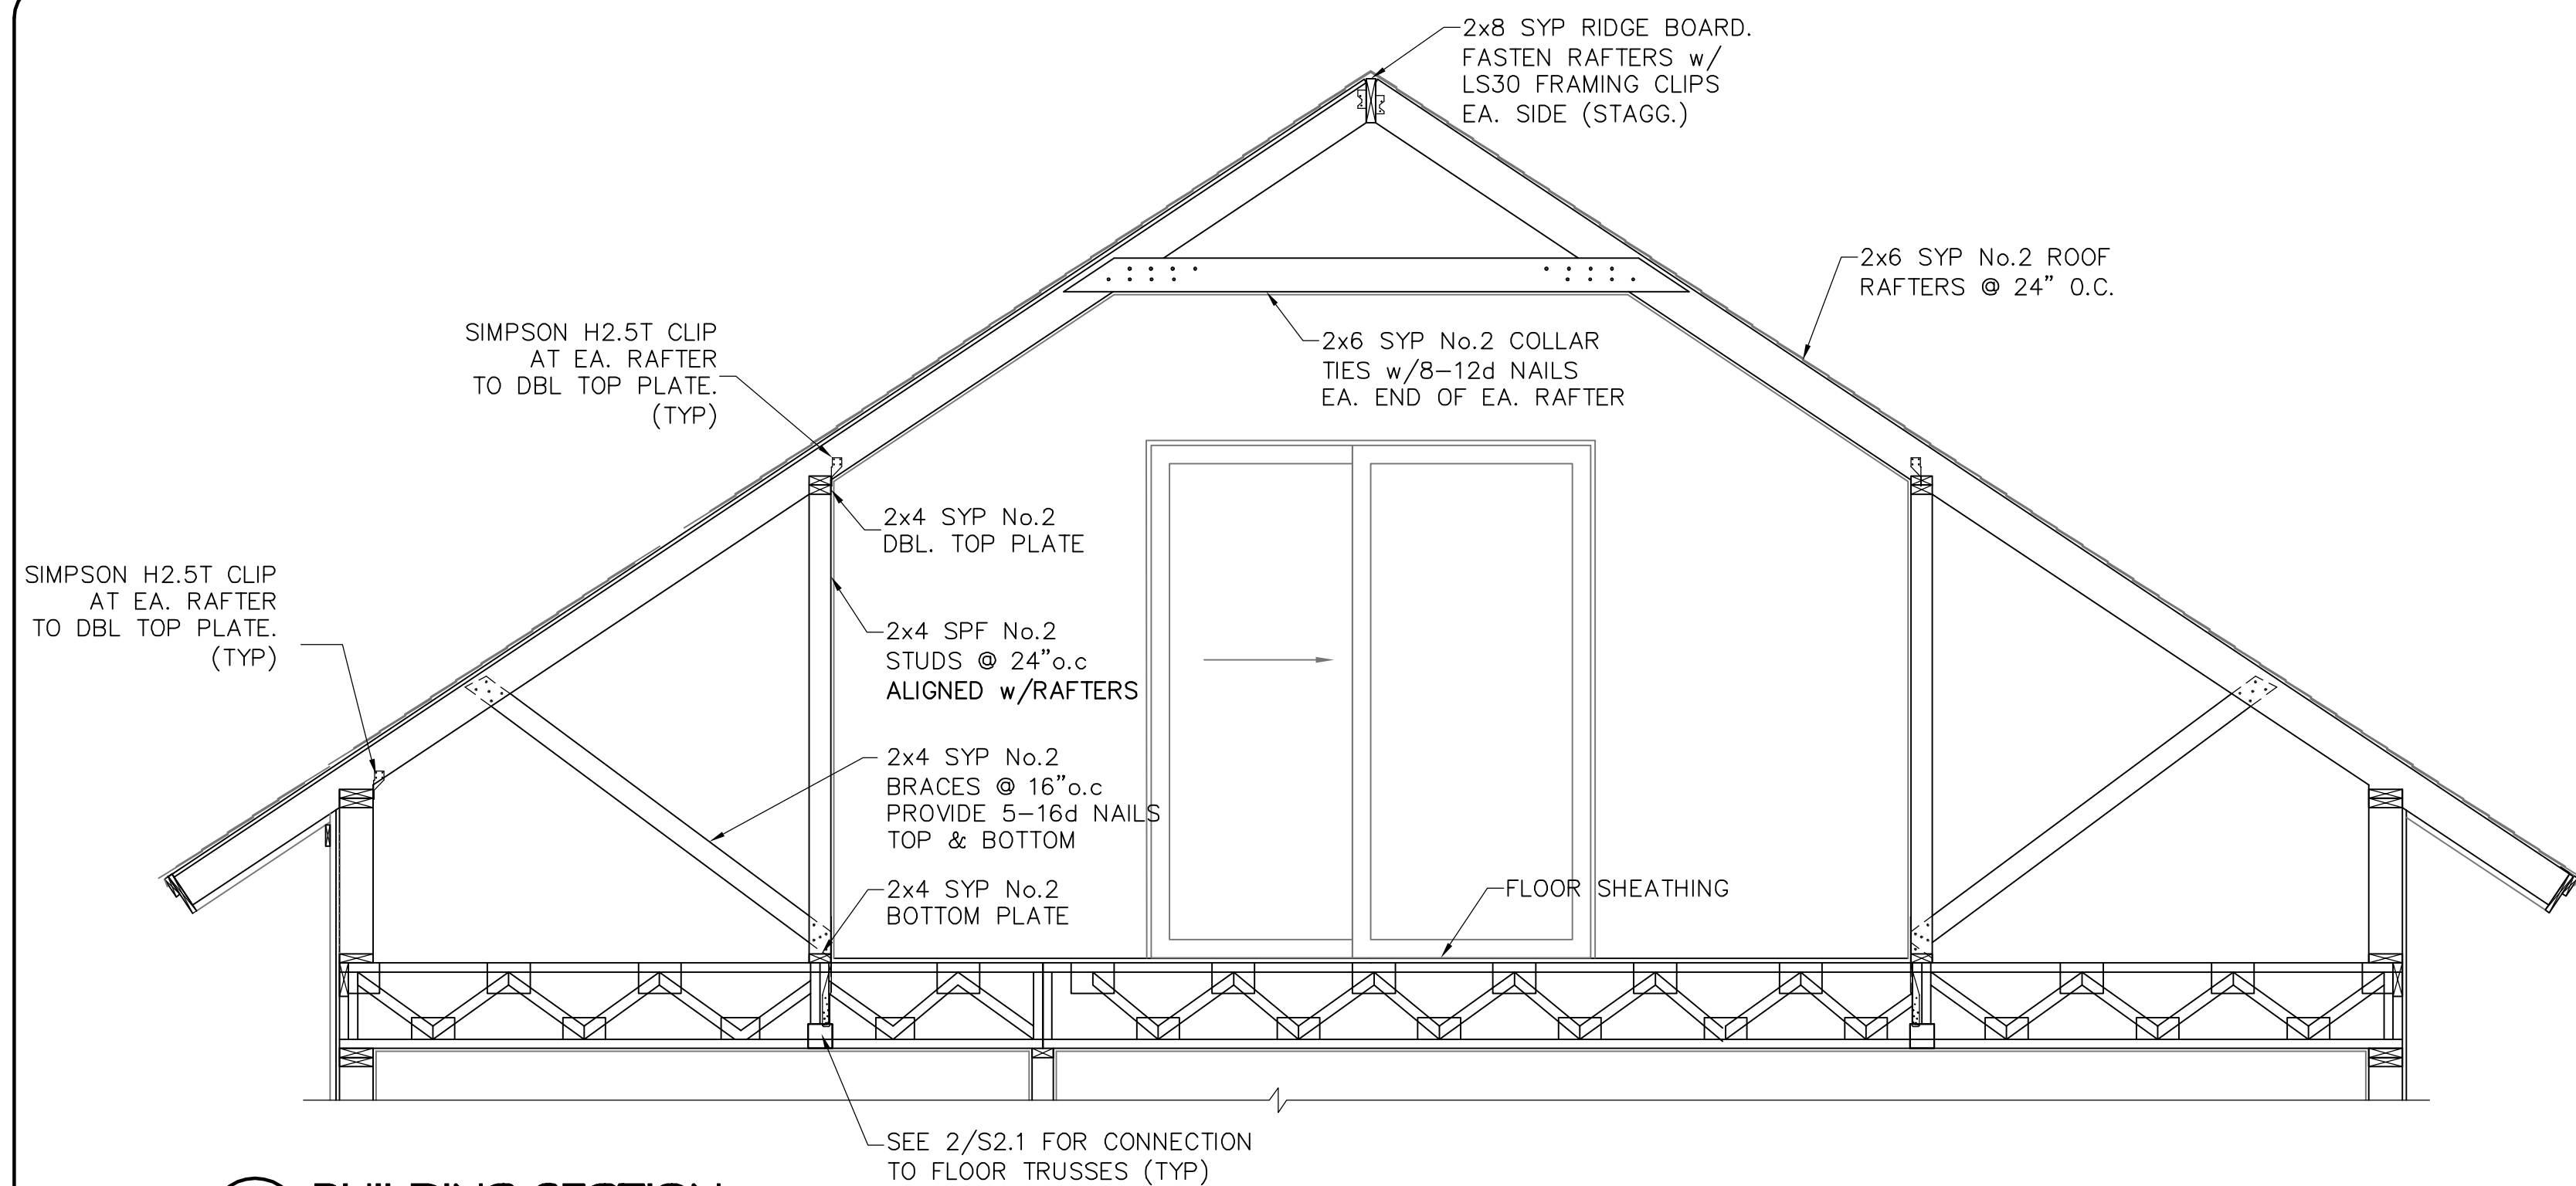 2x8 SYP RIDGE BOARD.
FASTEN RAFTERS w/
LS30 FRAMING CLIPS
EA. SIDE (STAGG.)
2x6 SYP No.2 ROOF
RAFTERS @ 24" O.C.
2x6 SYP No.2 COLLAR
TIES w/8-12d NAILS
EA. END OF EA. RAFTER
SIMPSON H2.5T CLIP
AT EA. RAFTER
TO DBL TOP PLATE.
(TYP)
2x4 SYP No.2
DBL. TOP PLATE
SIMPSON H2.5T CLIP
AT EA. RAFTER
TO DBL TOP PLATE.
(TYP)
2x4 SPF No.2
STUDS @ 24"o.c
ALIGNED w/RAFTERS
2x4 SYP No.2
BRACES @ 16"o.c
PROVIDE 5-16d NAILS
TOP & BOTTOM
2x4 SYP No.2
BOTTOM PLATE
FLOOR SHEATHING
SEE 2/S2.1 FOR CONNECTION
TO FLOOR TRUSSES (TYP)
BUILDING SECTION